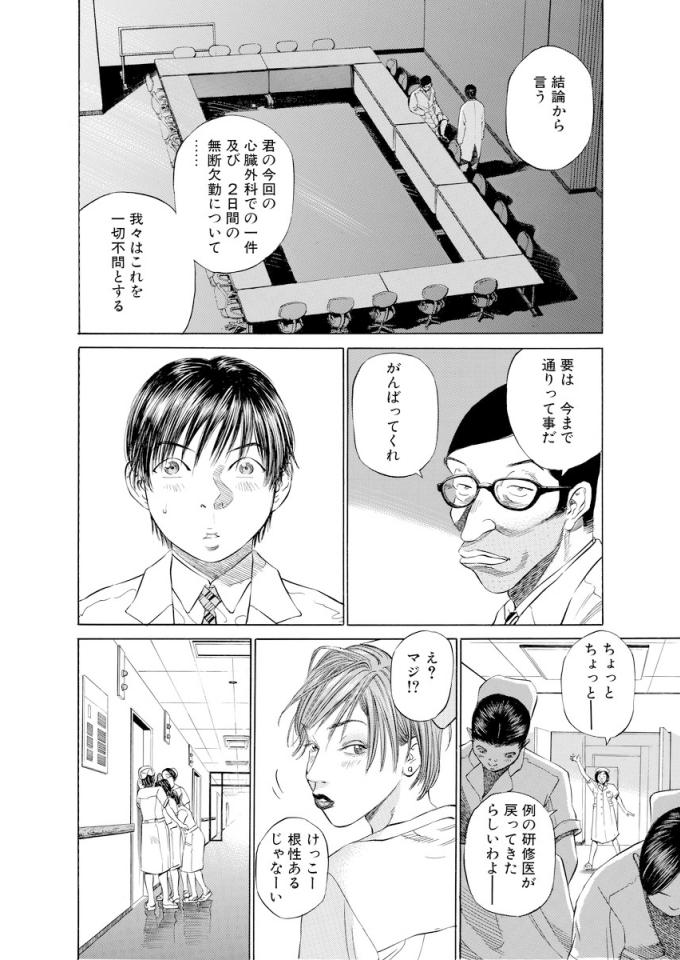 結論から
言う
君の今回の
心臓外科での一件
及び 2日間の
無断欠勤について
……
我々はこれを
一切不問とする
要は 今まで
通りって事だ
がんばってくれ
ちょっと
ちょっと――
例の研修医が
戻ってきた
らしいわよ――
え?
マジ!?
けっこー
根性ある
じゃなーい